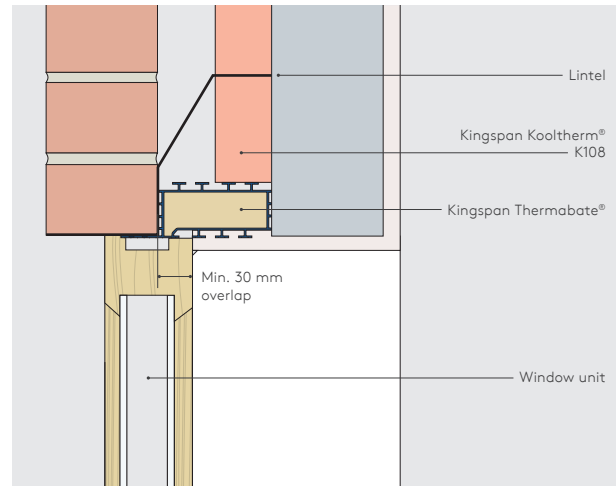 Lintel
Kingspan Kooltherm®
K108
Kingspan Thermabate®
Min. 30 mm
overlap
Window unit